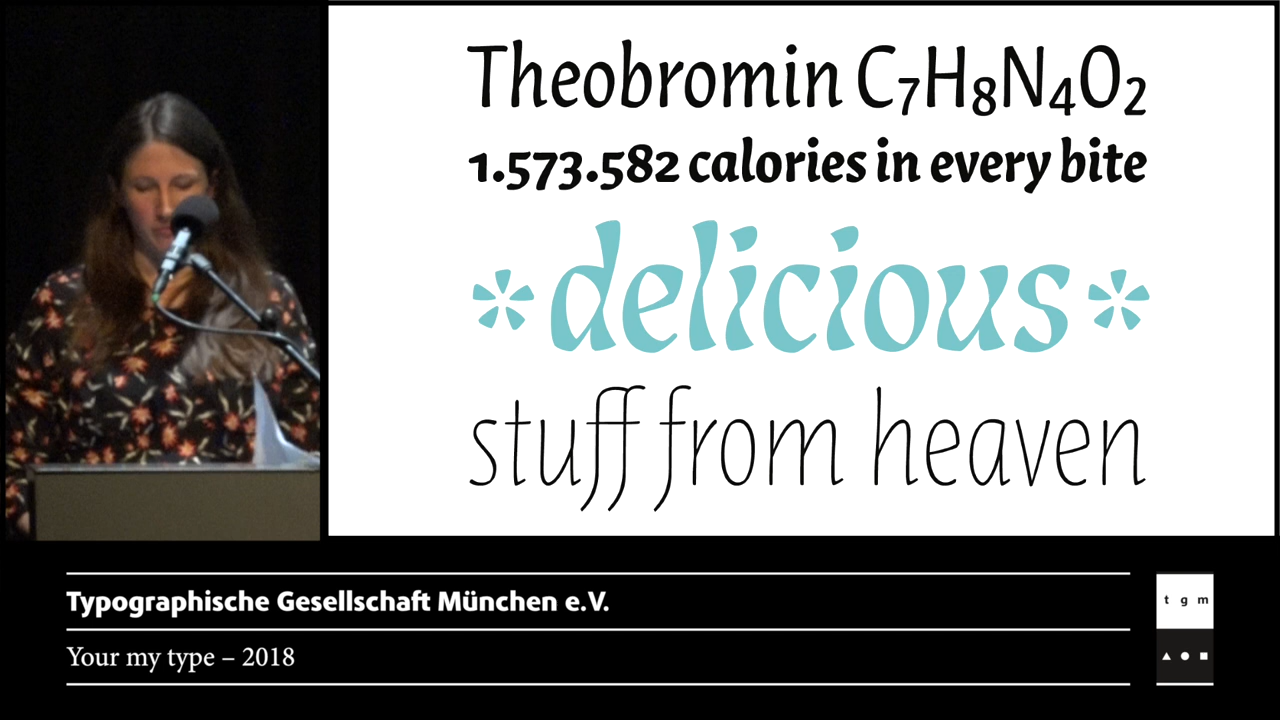 Theobromin C₇H₈N₄O₂
1.573.582 calories in every bite
*delicious*
stuff from heaven
Typographische Gesellschaft München e.V.
Your my type – 2018
t g m